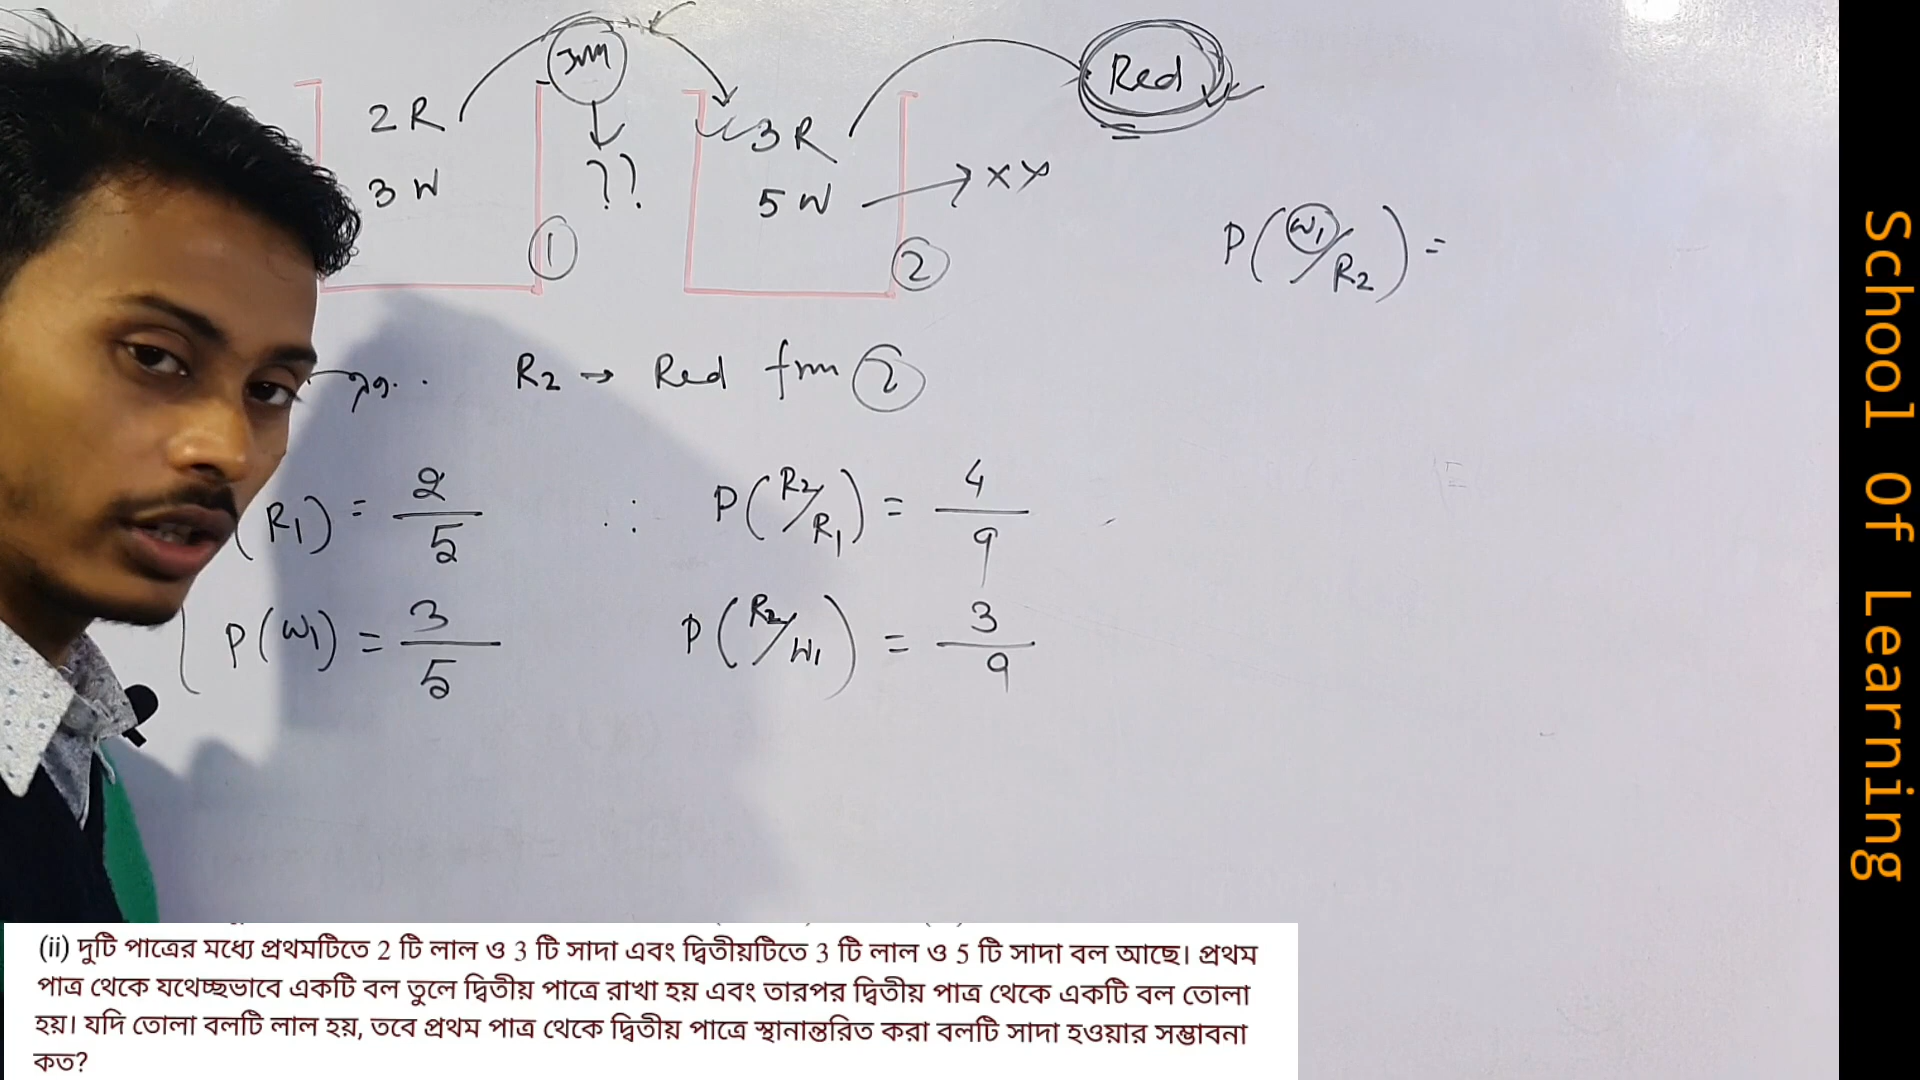 2R
3W
??
1
3R
5W → ××
2
Red
P(W1/R2) =
R2 → Red from 2
R1) = 2/5 ∴ P(R2/R1) = 4/9
P(W1) = 3/5 P(R2/W1) = 3/9
(ii) দুটি পাত্রের মধ্যে প্রথমটিতে 2 টি লাল ও 3 টি সাদা এবং দ্বিতীয়টিতে 3 টি লাল ও 5 টি সাদা বল আছে। প্রথম
পাত্র থেকে যথেচ্ছভাবে একটি বল তুলে দ্বিতীয় পাত্রে রাখা হয় এবং তারপর দ্বিতীয় পাত্র থেকে একটি বল তোলা
হয়। যদি তোলা বলটি লাল হয়, তবে প্রথম পাত্র থেকে দ্বিতীয় পাত্রে স্থানান্তরিত করা বলটি সাদা হওয়ার সম্ভাবনা
কত?
School Of Learning